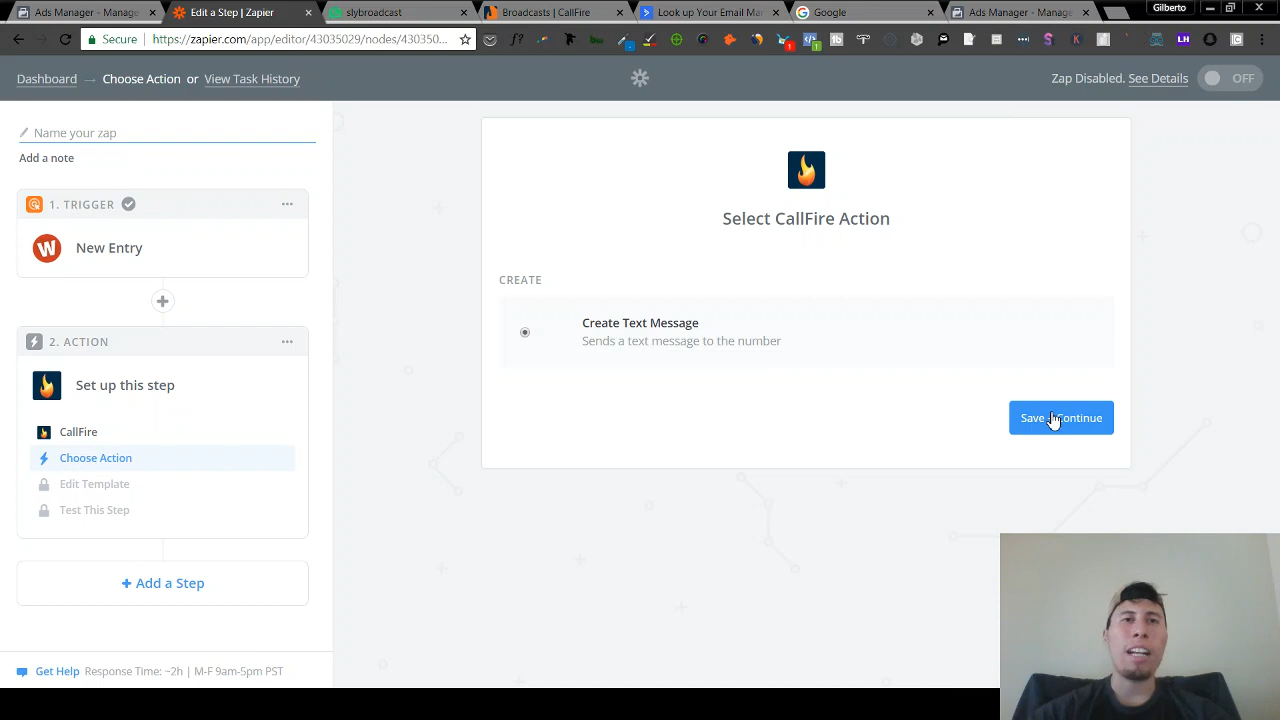 Ads Manager - Manage
Edit a Step | Zapier
slybroadcast
Broadcasts | CallFire
Look up Your Email Ma
Google
Ads Manager - Manage
Gilberto
Secure
https://zapier.com/app/editor/43035029/nodes/430350...
Dashboard → Choose Action or View Task History
Zap Disabled. See Details
OFF
Name your zap
Add a note
1. TRIGGER
New Entry
2. ACTION
Set up this step
CallFire
Choose Action
Edit Template
Test This Step
+ Add a Step
Get Help Response Time: ~2h | M-F 9am-5pm PST
Select CallFire Action
CREATE
Create Text Message
Sends a text message to the number
Save Continue